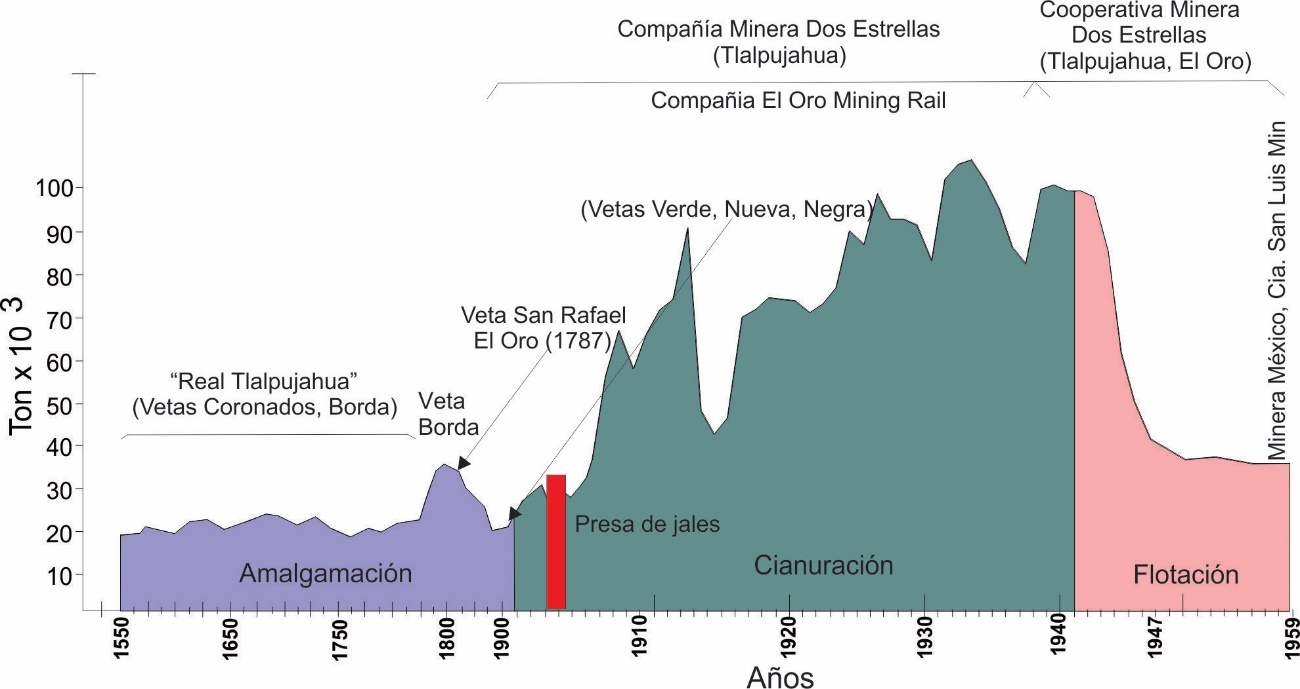 Compañía Minera Dos Estrellas
(Tlalpujahua)
Cooperativa Minera
Dos Estrellas
(Tlalpujahua, El Oro)
Compañia El Oro Mining Rail
Minera México, Cia. San Luis Min
(Vetas Verde, Nueva, Negra)
Veta San Rafael
El Oro (1787)
"Real Tlalpujahua"
(Vetas Coronados, Borda)
Veta
Borda
Ton x 10 3
100
90
80
70
60
50
40
30
20
10
Presa de jales
Amalgamación
Cianuración
Flotación
1550
1650
1750
1800
1900
1910
1920
1930
1940
1947
1959
Años